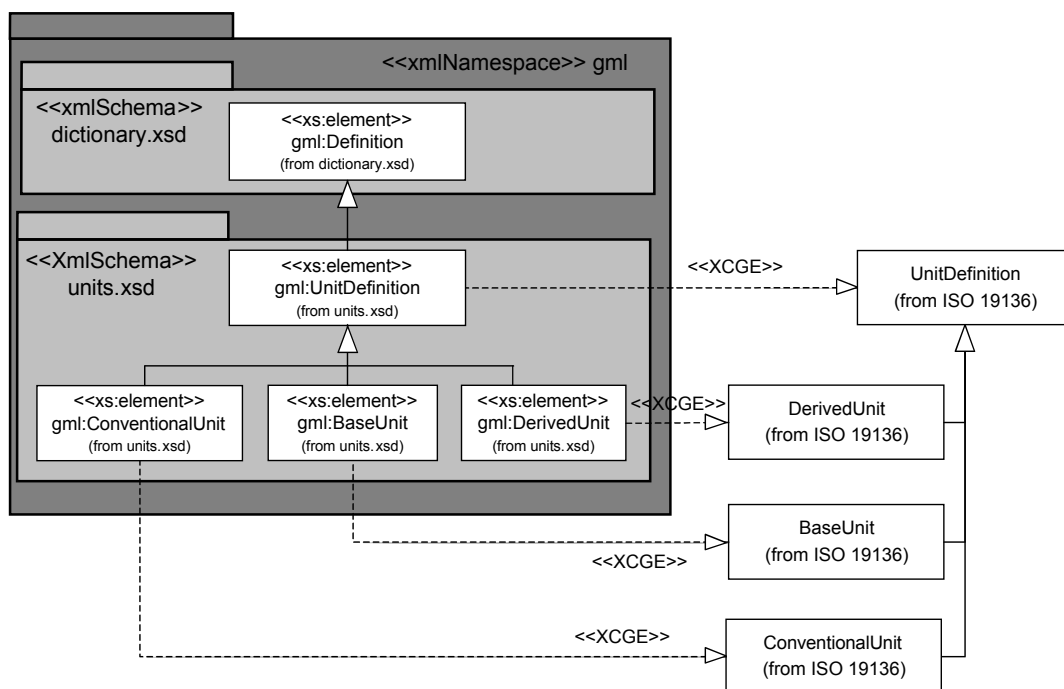 <<xmlNamespace>> gml
<<xmlSchema>>
dictionary.xsd
<<xs:element>>
gml:Definition
(from dictionary.xsd)
<<XmlSchema>>
units.xsd
<<xs:element>>
gml:UnitDefinition
(from units.xsd)
<<XCGE>>
UnitDefinition
(from ISO 19136)
<<xs:element>>
gml:ConventionalUnit
(from units.xsd)
<<xs:element>>
gml:BaseUnit
(from units.xsd)
<<xs:element>>
gml:DerivedUnit
(from units.xsd)
<<XCGE>>
DerivedUnit
(from ISO 19136)
<<XCGE>>
BaseUnit
(from ISO 19136)
<<XCGE>>
ConventionalUnit
(from ISO 19136)